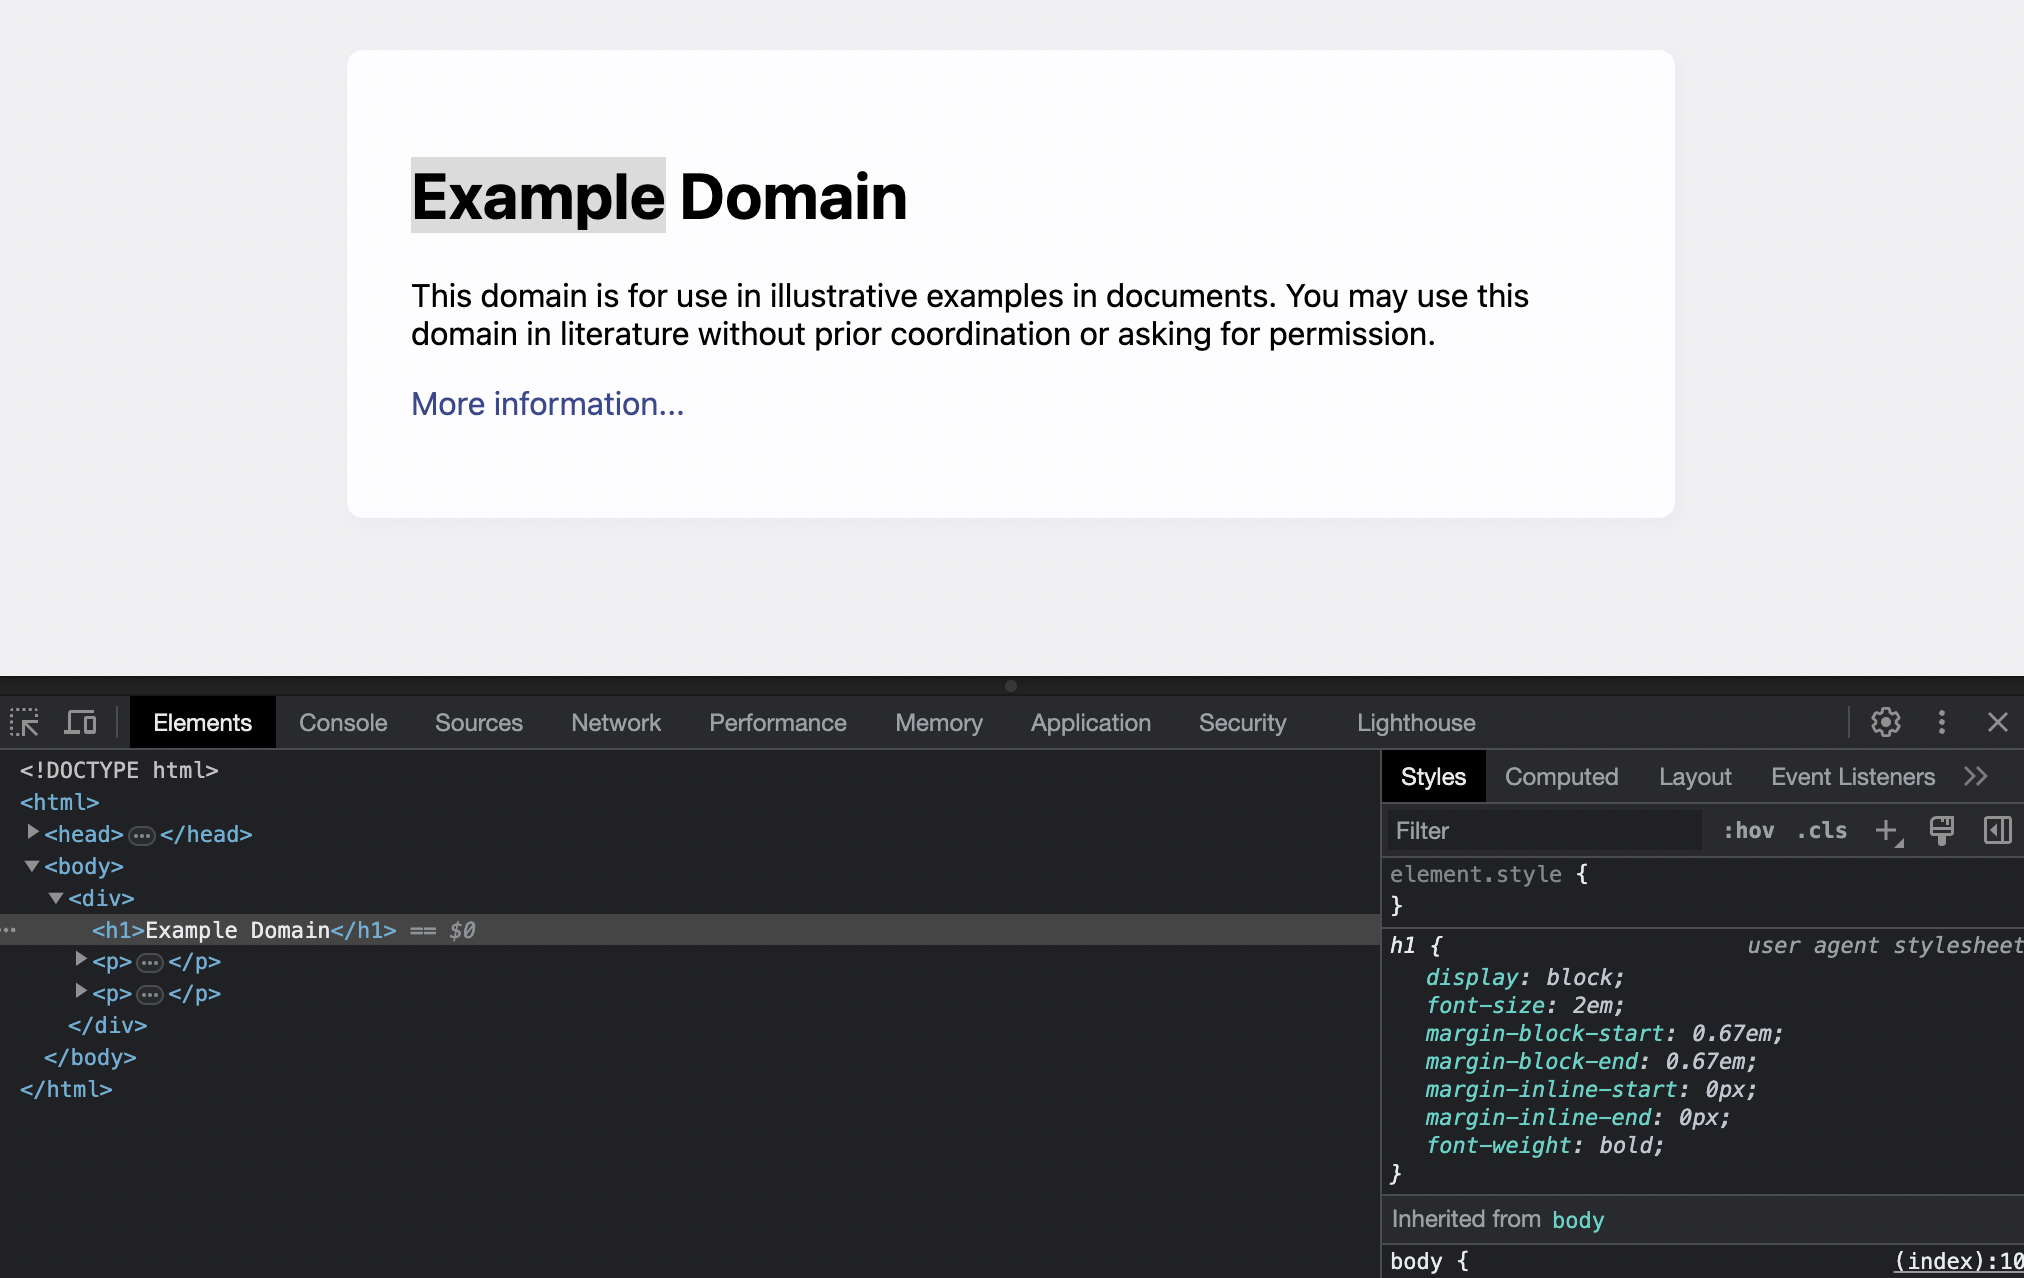 Example Domain
This domain is for use in illustrative examples in documents. You may use this
domain in literature without prior coordination or asking for permission.
More information...
Elements Console Sources Network Performance Memory Application Security Lighthouse
<!DOCTYPE html>
<html>
<head>…</head>
<body>
<div>
… <h1>Example Domain</h1> == $0
<p>…</p>
<p>…</p>
</div>
</body>
</html>
Styles Computed Layout Event Listeners
Filter :hov .cls
element.style {
}
h1 { user agent stylesheet
display: block;
font-size: 2em;
margin-block-start: 0.67em;
margin-block-end: 0.67em;
margin-inline-start: 0px;
margin-inline-end: 0px;
font-weight: bold;
}
Inherited from body
body { (index):10